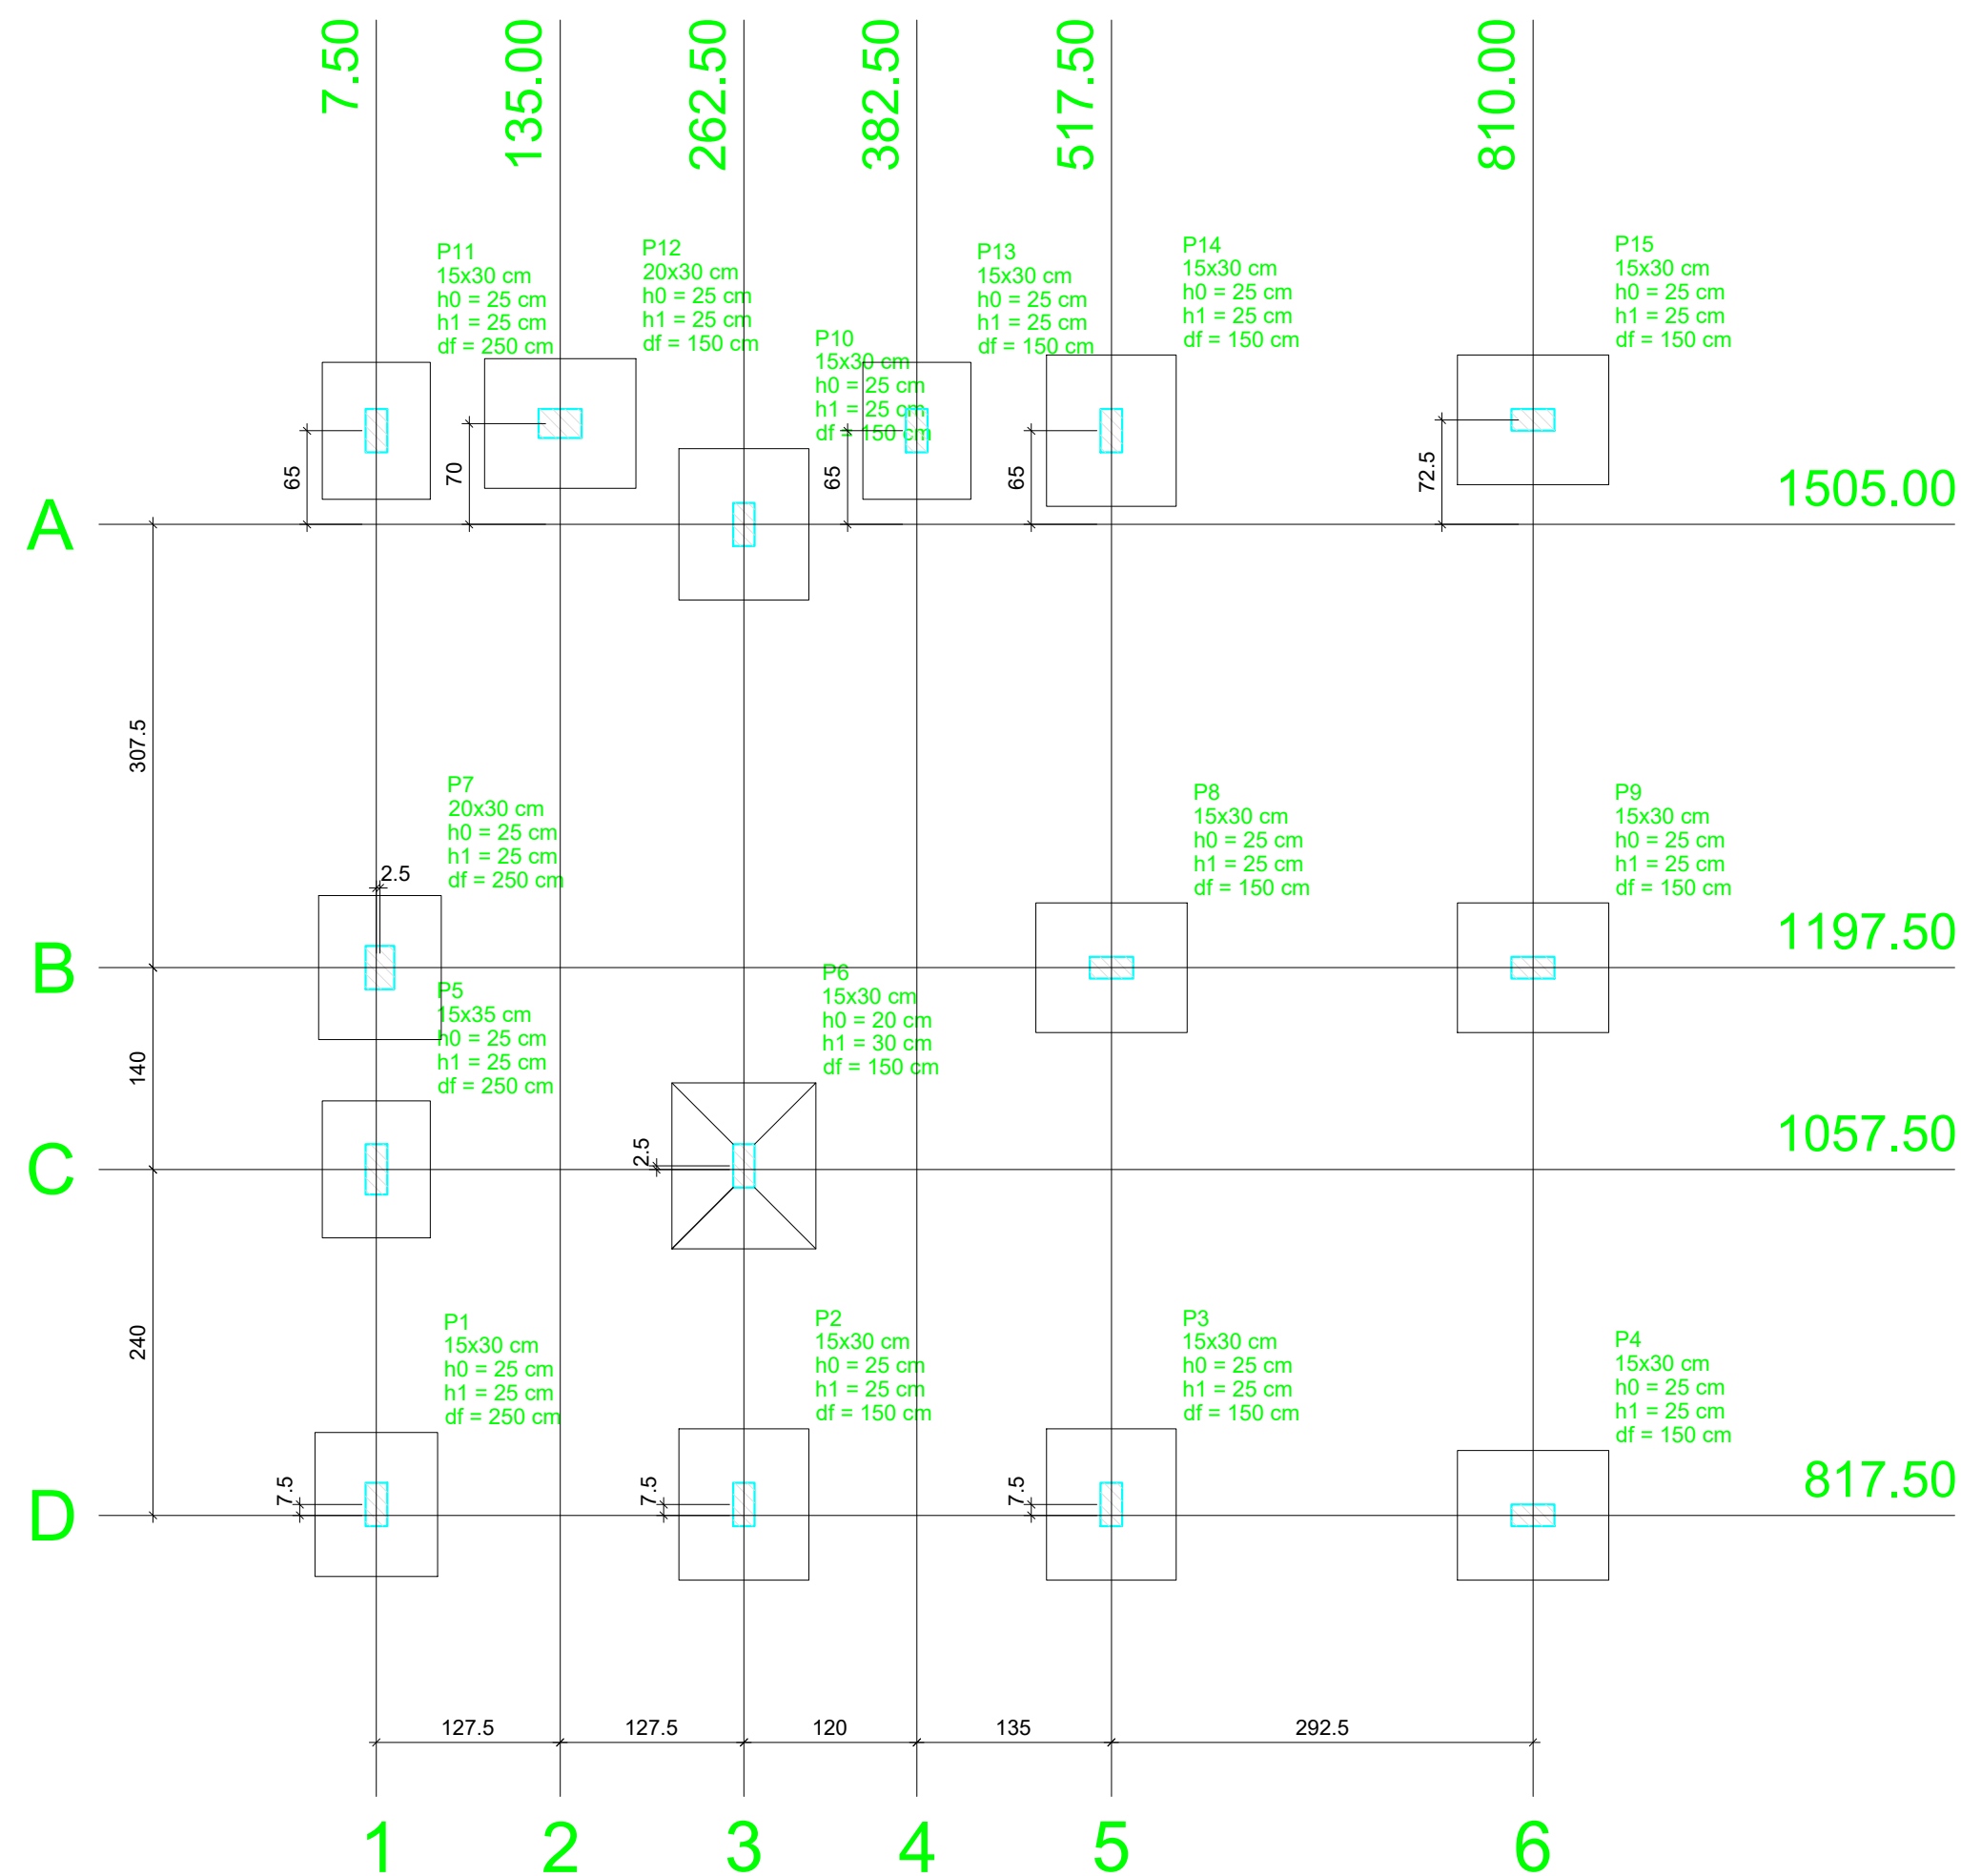 7.50
135.00
262.50
382.50
517.50
810.00
P11
15x30 cm
h0 = 25 cm
h1 = 25 cm
df = 250 cm
P12
20x30 cm
h0 = 25 cm
h1 = 25 cm
df = 150 cm
P10
15x30 cm
h0 = 25 cm
h1 = 25 cm
df = 150 cm
P13
15x30 cm
h0 = 25 cm
h1 = 25 cm
df = 150 cm
P14
15x30 cm
h0 = 25 cm
h1 = 25 cm
df = 150 cm
P15
15x30 cm
h0 = 25 cm
h1 = 25 cm
df = 150 cm
65
70
65
65
72.5
A
1505.00
307.5
P7
20x30 cm
h0 = 25 cm
h1 = 25 cm
df = 250 cm
2.5
P8
15x30 cm
h0 = 25 cm
h1 = 25 cm
df = 150 cm
P9
15x30 cm
h0 = 25 cm
h1 = 25 cm
df = 150 cm
B
1197.50
P5
15x35 cm
h0 = 25 cm
h1 = 25 cm
df = 250 cm
P6
15x30 cm
h0 = 20 cm
h1 = 30 cm
df = 150 cm
140
2.5
C
1057.50
240
P1
15x30 cm
h0 = 25 cm
h1 = 25 cm
df = 250 cm
P2
15x30 cm
h0 = 25 cm
h1 = 25 cm
df = 150 cm
P3
15x30 cm
h0 = 25 cm
h1 = 25 cm
df = 150 cm
P4
15x30 cm
h0 = 25 cm
h1 = 25 cm
df = 150 cm
7.5
7.5
7.5
D
817.50
127.5
127.5
120
135
292.5
1
2
3
4
5
6